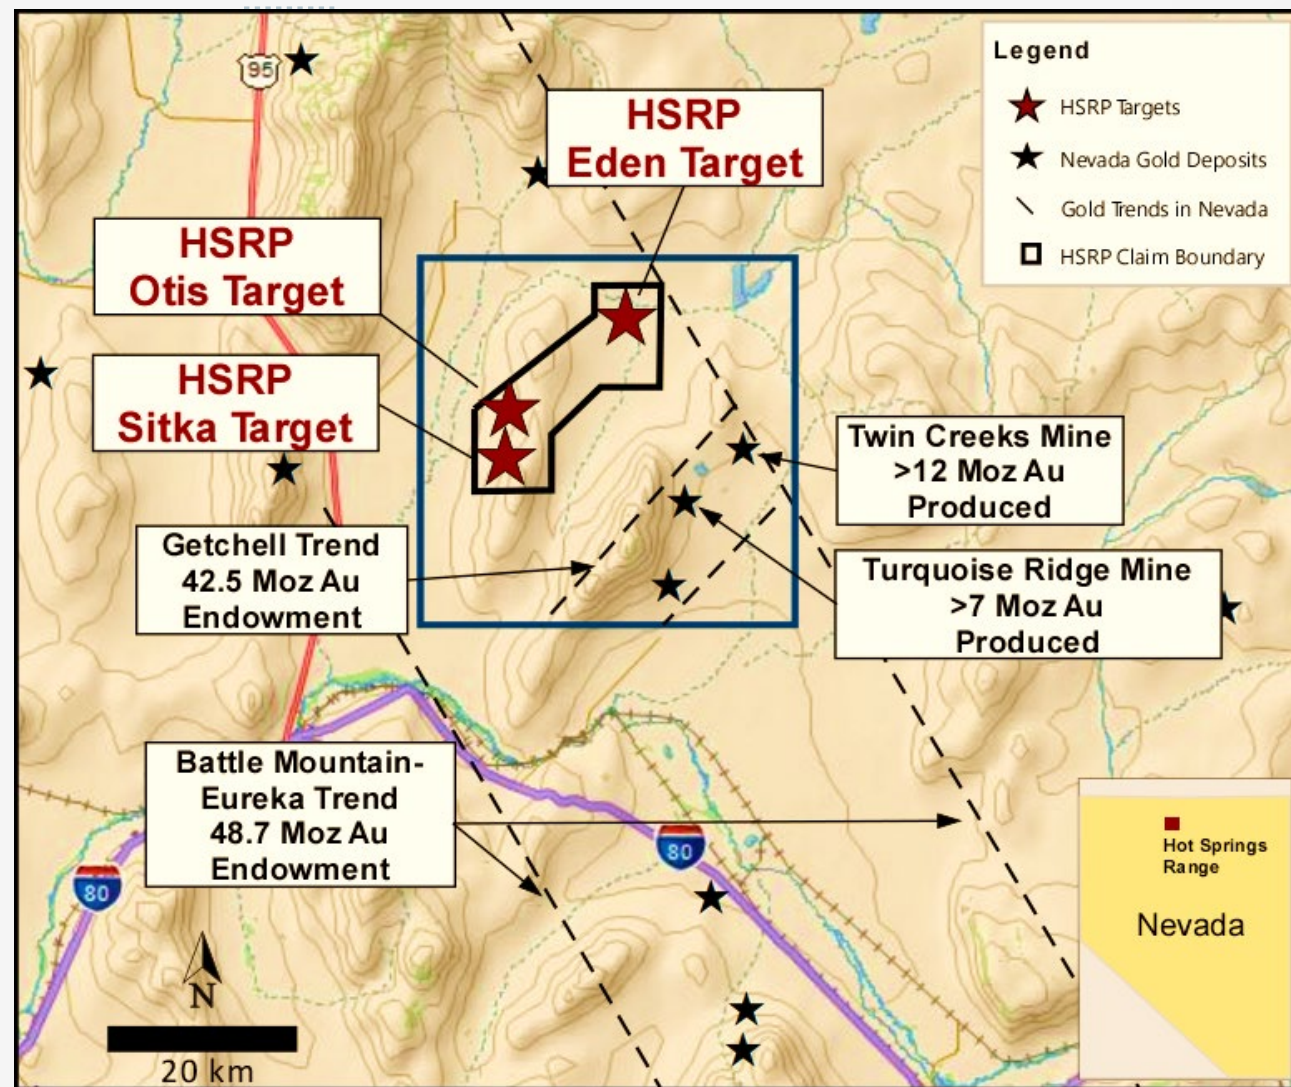 95
HSRP
Eden Target
Legend
HSRP Targets
Nevada Gold Deposits
Gold Trends in Nevada
HSRP Claim Boundary
HSRP
Otis Target
HSRP
Sitka Target
Twin Creeks Mine
>12 Moz Au
Produced
Getchell Trend
42.5 Moz Au
Endowment
Turquoise Ridge Mine
>7 Moz Au
Produced
Battle Mountain-
Eureka Trend
48.7 Moz Au
Endowment
80
80
Hot Springs
Range
Nevada
N
20 km